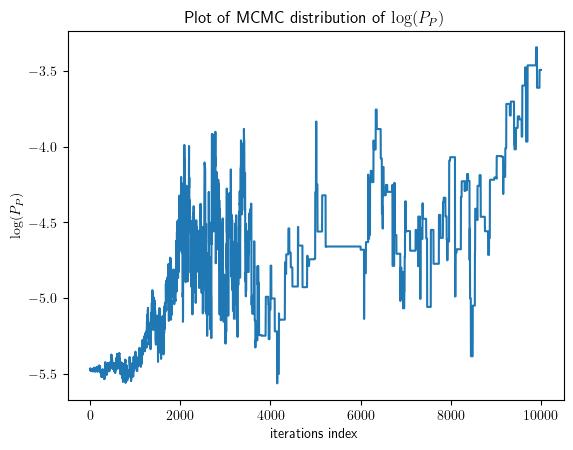 Plot of MCMC distribution of log(P_P)
log(P_P)
−3.5
−4.0
−4.5
−5.0
−5.5
0 2000 4000 6000 8000 10000
iterations index